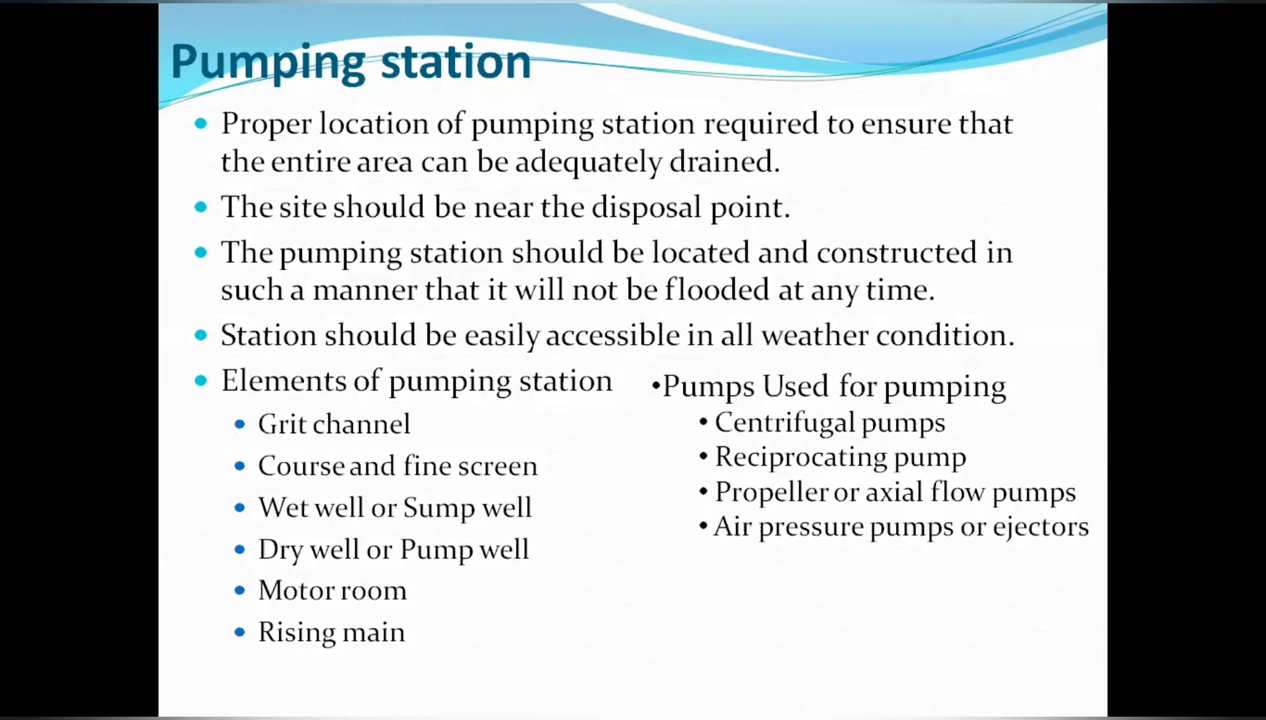 Pumping station
• Proper location of pumping station required to ensure that
the entire area can be adequately drained.
• The site should be near the disposal point.
• The pumping station should be located and constructed in
such a manner that it will not be flooded at any time.
• Station should be easily accessible in all weather condition.
• Elements of pumping station
• Grit channel
• Course and fine screen
• Wet well or Sump well
• Dry well or Pump well
• Motor room
• Rising main
•Pumps Used for pumping
• Centrifugal pumps
• Reciprocating pump
• Propeller or axial flow pumps
• Air pressure pumps or ejectors